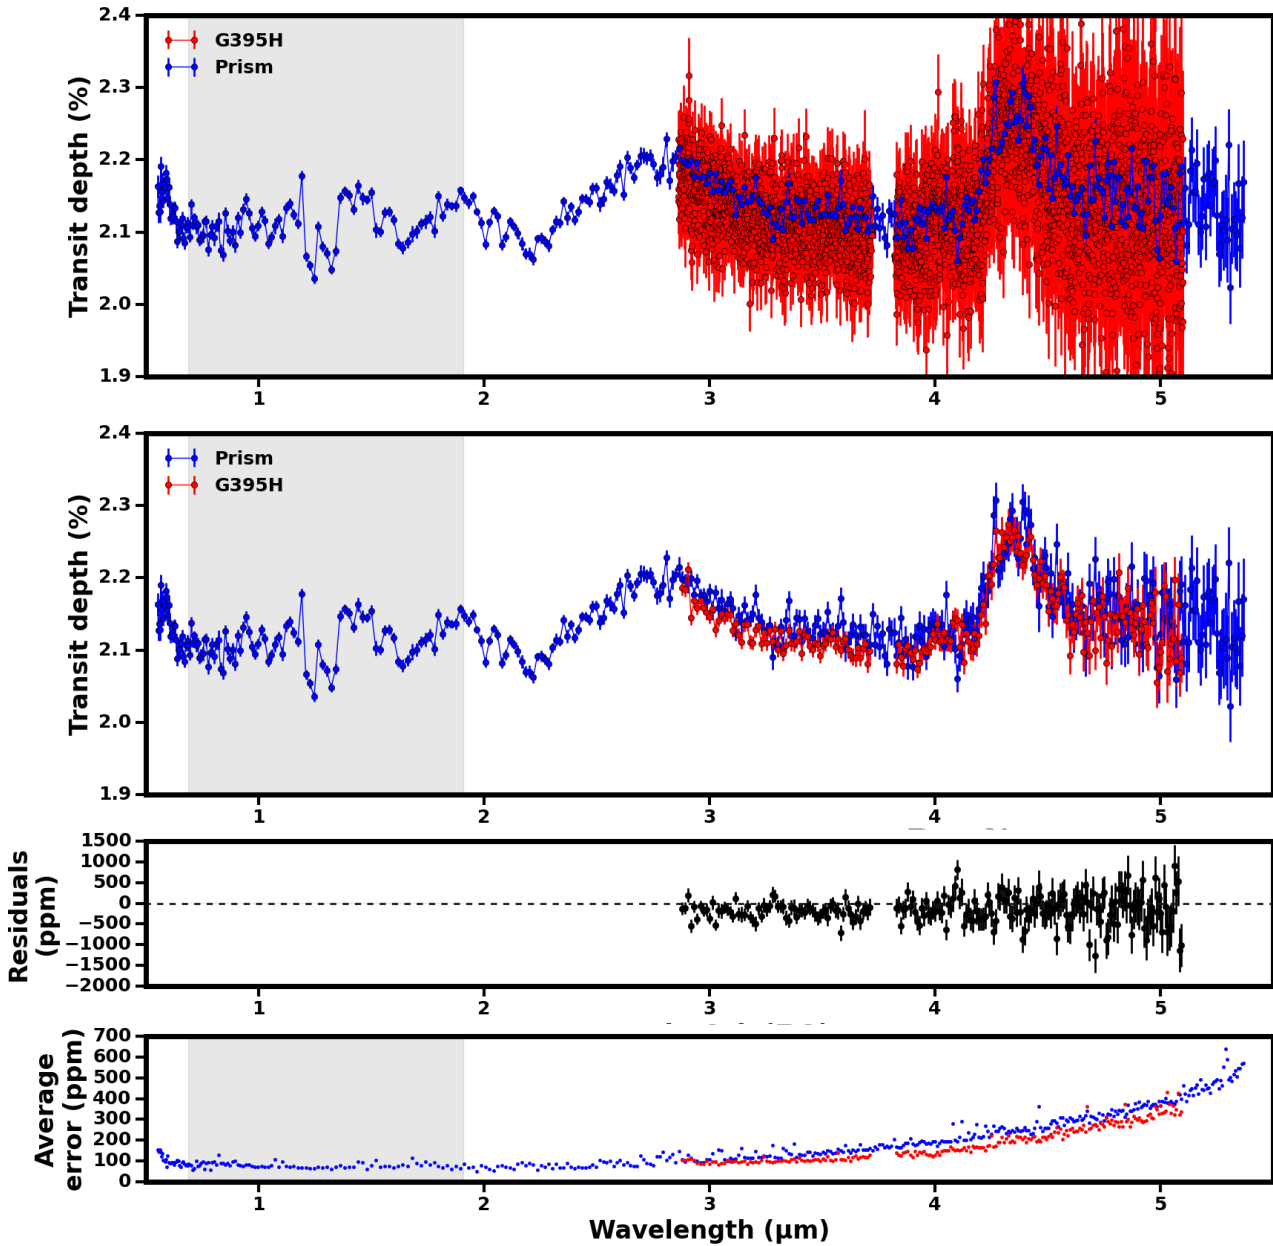 2.4
2.3
2.2
2.1
2.0
1.9
Transit depth (%)
G395H
Prism
1 2 3 4 5
2.4
2.3
2.2
2.1
2.0
1.9
Transit depth (%)
Prism
G395H
1 2 3 4 5
1500
1000
500
0
−500
−1000
−1500
−2000
Residuals
(ppm)
1 2 3 4 5
700
600
500
400
300
200
100
0
Average
error (ppm)
1 2 3 4 5
Wavelength (μm)